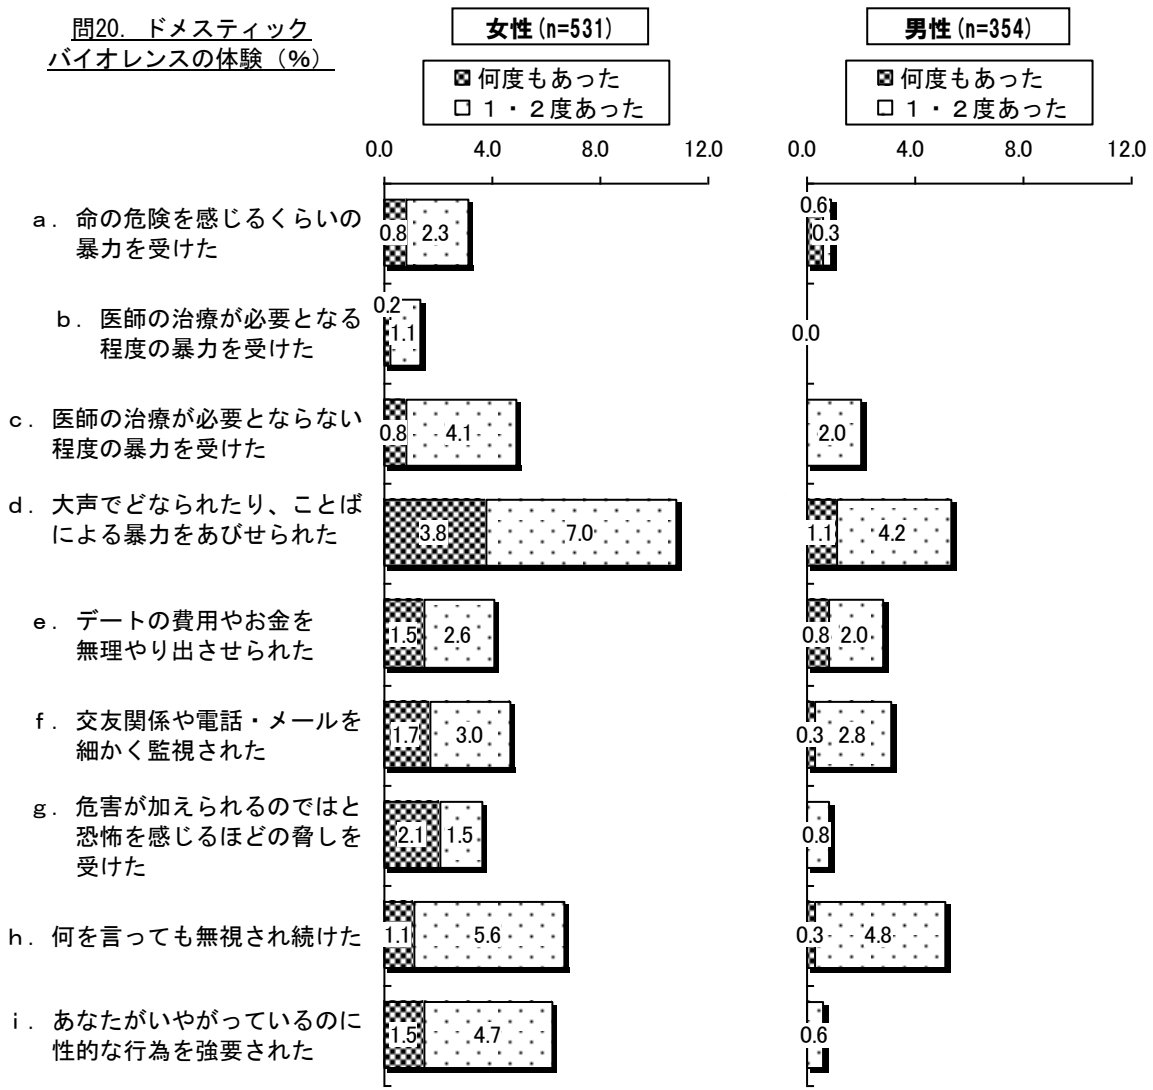 問20. ドメスティック
バイオレンスの体験（%）
女性(n=531)
何度もあった
１・２度あった
男性(n=354)
何度もあった
１・２度あった
0.0 4.0 8.0 12.0
0.0 4.0 8.0 12.0
a. 命の危険を感じるくらいの
暴力を受けた
0.8 2.3
0.6 0.3
b. 医師の治療が必要となる
程度の暴力を受けた
0.2 1.1
0.0
c. 医師の治療が必要とならない
程度の暴力を受けた
0.8 4.1
2.0
d. 大声でどなられたり、ことば
による暴力をあびせられた
3.8 7.0
1.1 4.2
e. デートの費用やお金を
無理やり出させられた
1.5 2.6
0.8 2.0
f. 交友関係や電話・メールを
細かく監視された
1.7 3.0
0.3 2.8
g. 危害が加えられるのではと
恐怖を感じるほどの脅しを
受けた
2.1 1.5
0.8
h. 何を言っても無視され続けた
1.1 5.6
0.3 4.8
i. あなたがいやがっているのに
性的な行為を強要された
1.5 4.7
0.6